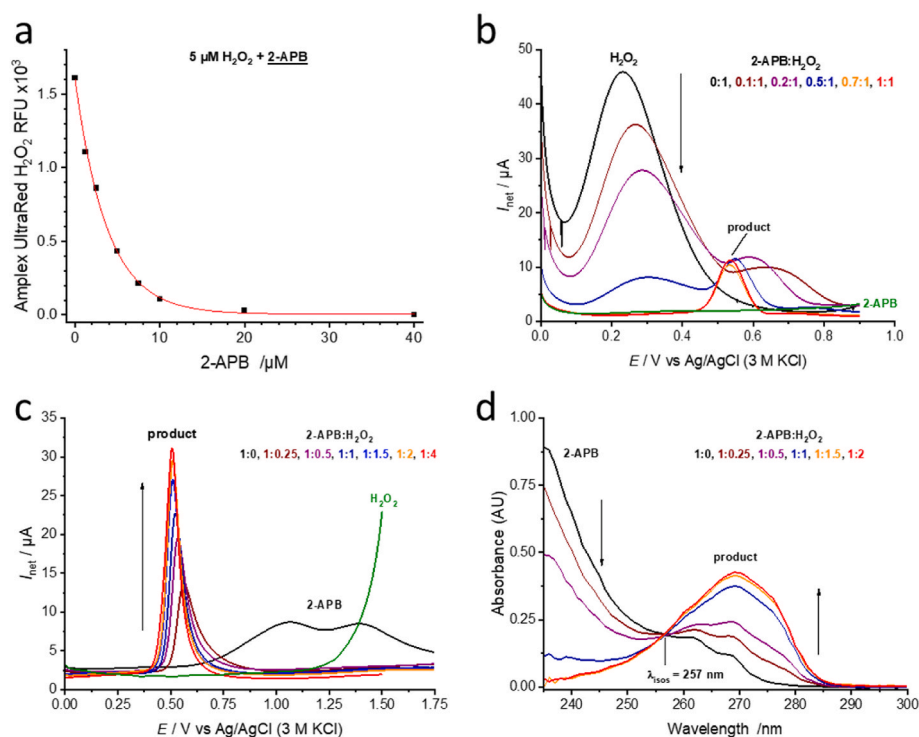 a
5 µM H₂O₂ + 2-APB
Amplex UltraRed H₂O₂ RFU x10³
1.5
1.0
0.5
0.0
0 10 20 30 40
2-APB /µM
b
H₂O₂
2-APB:H₂O₂
0:1, 0.1:1, 0.2:1, 0.5:1, 0.7:1, 1:1
product
2-APB
I net / µA
50
40
30
20
10
0
0.0 0.2 0.4 0.6 0.8 1.0
E / V vs Ag/AgCl (3 M KCl)
c
product
2-APB:H₂O₂
1:0, 1:0.25, 1:0.5, 1:1, 1:1.5, 1:2, 1:4
H₂O₂
2-APB
I net / µA
35
30
25
20
15
10
5
0
0.00 0.25 0.50 0.75 1.00 1.25 1.50 1.75
E / V vs Ag/AgCl (3 M KCl)
d
2-APB:H₂O₂
1:0, 1:0.25, 1:0.5, 1:1, 1:1.5, 1:2
2-APB
product
λisos = 257 nm
Absorbance (AU)
1.00
0.75
0.50
0.25
0.00
240 250 260 270 280 290 300
Wavelength /nm